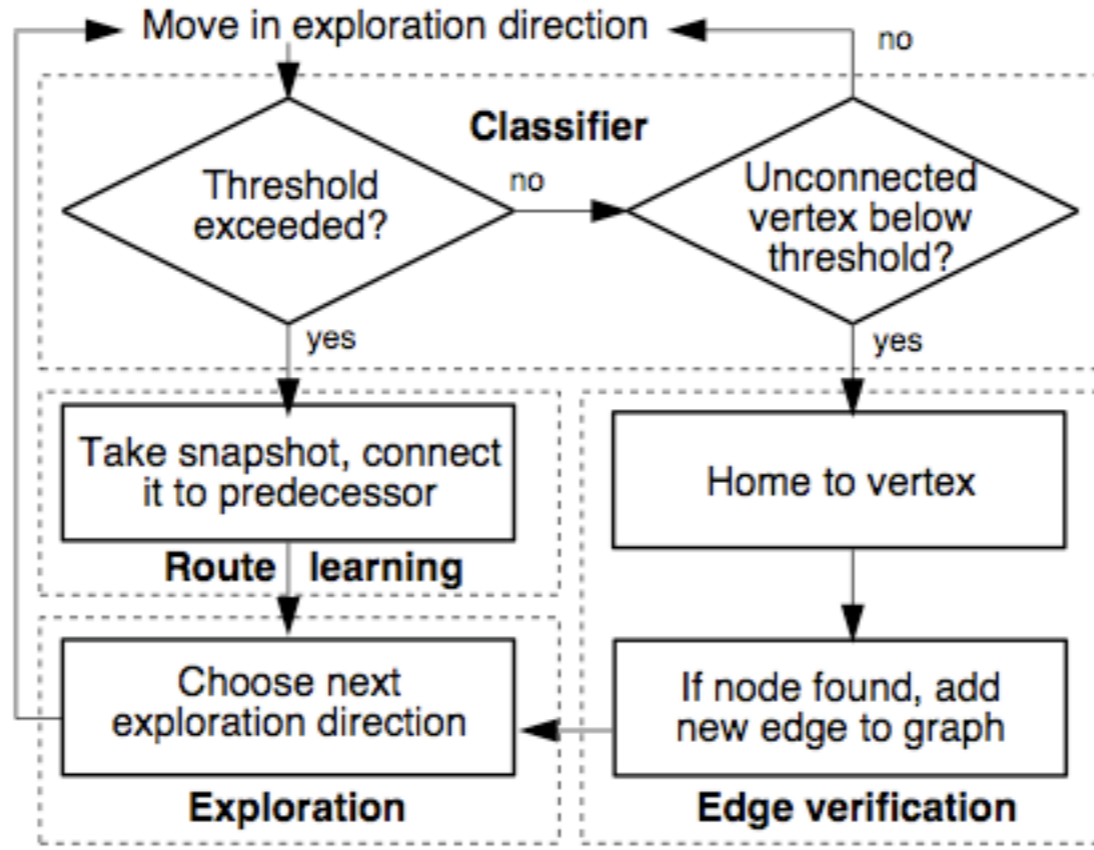 Move in exploration direction
no
Classifier
Threshold
exceeded?
no
Unconnected
vertex below
threshold?
yes
yes
Take snapshot, connect
it to predecessor
Route learning
Home to vertex
Choose next
exploration direction
Exploration
If node found, add
new edge to graph
Edge verification